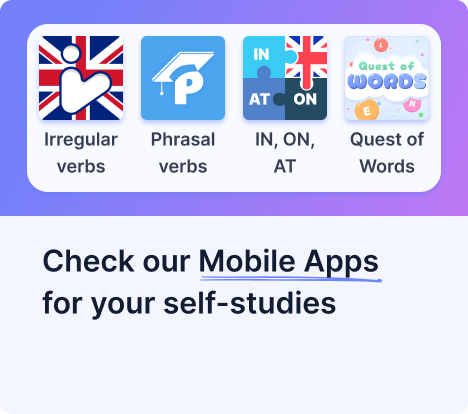 IN
AT ON
P
Quest of
WORDS
L
E
N
Irregular verbs
Phrasal verbs
IN, ON, AT
Quest of Words
Check our Mobile Apps
for your self-studies